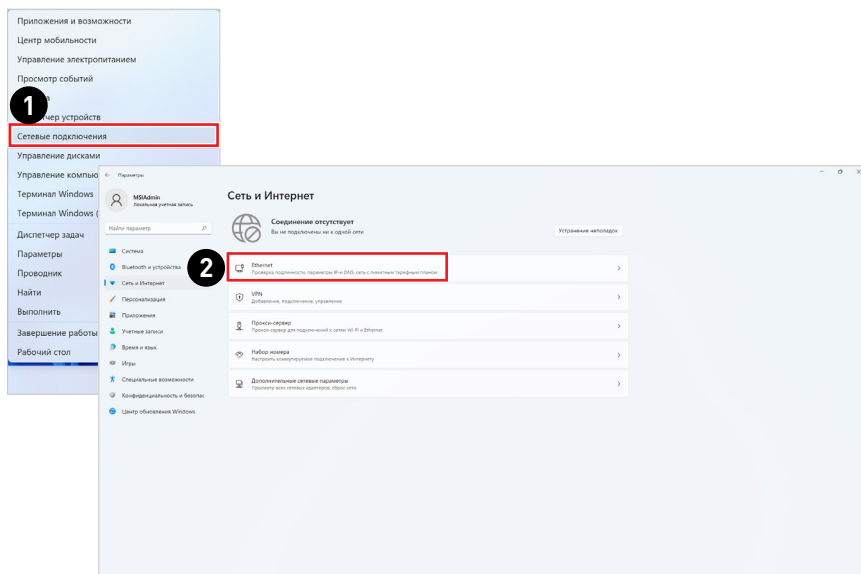 Приложения и возможности
Центр мобильности
Управление электропитанием
Просмотр событий
1
Сетевые подключения
Управление дисками
Управление компью
Терминал Windows
Терминал Windows (
Диспетчер задач
Параметры
Проводник
Найти
Выполнить
Завершение работы
Рабочий стол
Параметры
MSIAdmin
Локальная учетная запись
Найти параметр
Система
Bluetooth и устройства
Сеть и Интернет
Персонализация
Приложения
Учетные записи
Время и язык
Игры
Специальные возможности
Конфиденциальность и безопас
Центр обновления Windows
Сеть и Интернет
Соединение отсутствует
Вы не подключены ни к одной сети
Устранение неполадок
2
Ethernet
Проверка подлинности, параметры IP и DNS, сеть с лимитным тарифным планом
VPN
Добавление, подключение, управление
Прокси-сервер
Прокси-сервер для подключений к сетям Wi-Fi и Ethernet.
Набор номера
Настроить коммутируемое подключение к Интернету
Дополнительные сетевые параметры
Просмотр всех сетевых адаптеров, сброс сети